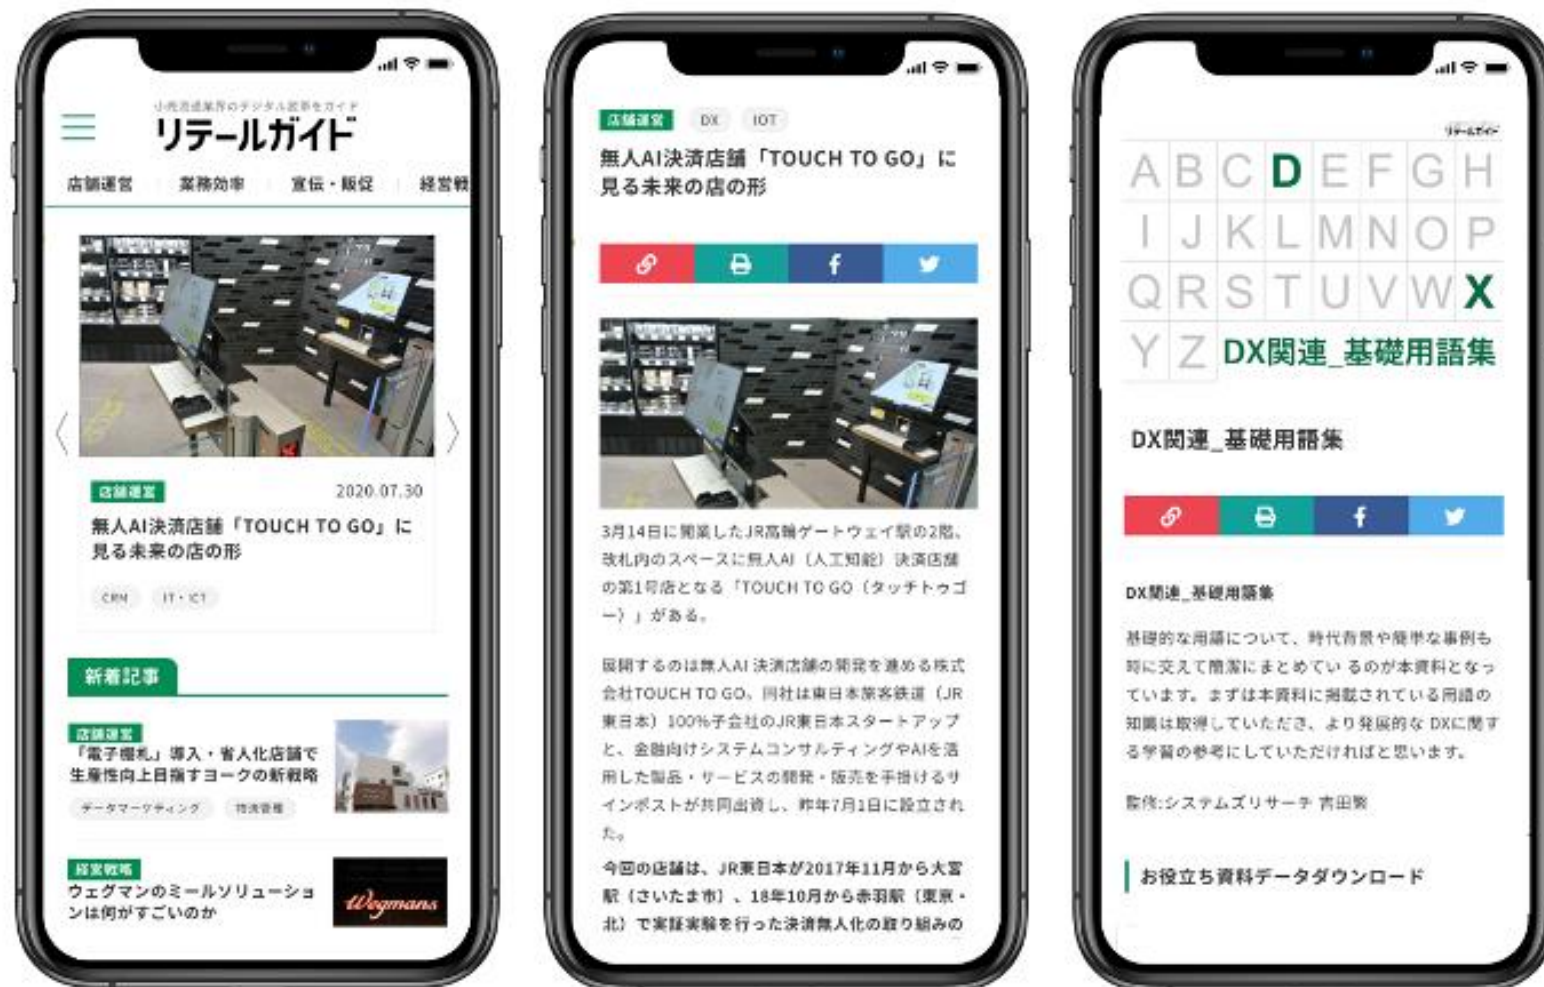 小売流通業界のデジタル改革をガイド
リテールガイド
店舗運営
業務効率
宣伝・販促
経営戦
店舗運営
2020.07.30
無人AI決済店舗「TOUCH TO GO」に
見る未来の店の形
CRM
IT・ICT
新着記事
店舗運営
「電子棚札」導入・省人化店舗で
生産性向上目指すヨークの新戦略
データマーケティング
物流管理
経営戦略
ウェグマンのミールソリューショ
ンは何がすごいのか
Wegmans
店舗運営
DX
IOT
無人AI決済店舗「TOUCH TO GO」に
見る未来の店の形
3月14日に開業したJR高輪ゲートウェイ駅の2階、
改札内のスペースに無人AI（人工知能）決済店舗
の第1号店となる「TOUCH TO GO（タッチトゥゴ
ー）」がある。
展開するのは無人AI 決済店舗の開発を進める株式
会社TOUCH TO GO。同社は東日本旅客鉄道（JR
東日本）100%子会社のJR東日本スタートアップ
と、金融向けシステムコンサルティングやAIを活
用した製品・サービスの開発・販売を手掛けるサ
インポストが共同出資し、昨年7月1日に設立され
た。
今回の店舗は、JR東日本が2017年11月から大宮
駅（さいたま市）、18年10月から赤羽駅（東京・
北）で実証実験を行った決済無人化の取り組みの
リテールガイド
A B C D E F G H
I J K L M N O P
Q R S T U V W X
Y Z DX関連_基礎用語集
DX関連_基礎用語集
DX関連_基礎用語集
基礎的な用語について、時代背景や簡単な事例も
時に交えて簡潔にまとめてい るのが本資料となっ
ています。まずは本資料に掲載されている用語の
知識は取得していただき、より発展的な DXに関す
る学習の参考にしていただければと思います。
監修:システムズリサーチ 吉田繁
お役立ち資料データダウンロード